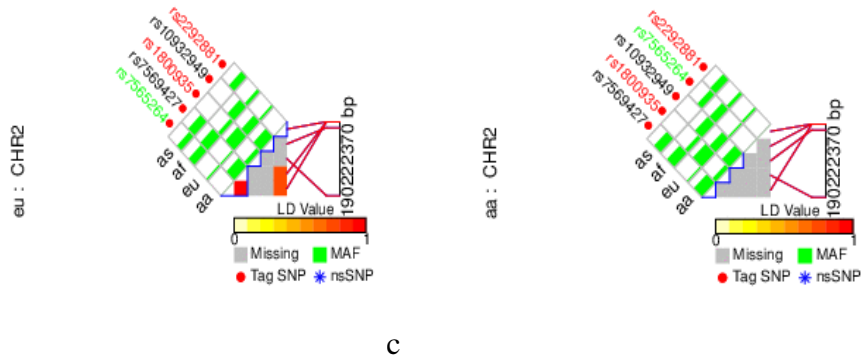 eu : CHR2
rs2292881
rs10932949
rs1800935
rs7569427
rs7565264
as
af
eu
aa
190222370 bp
LD Value
0 1
Missing MAF
Tag SNP nsSNP
aa : CHR2
rs2292881
rs7565264
rs10932949
rs1800935
rs7569427
as
af
eu
aa
190222370 bp
LD Value
0 1
Missing MAF
Tag SNP nsSNP
c